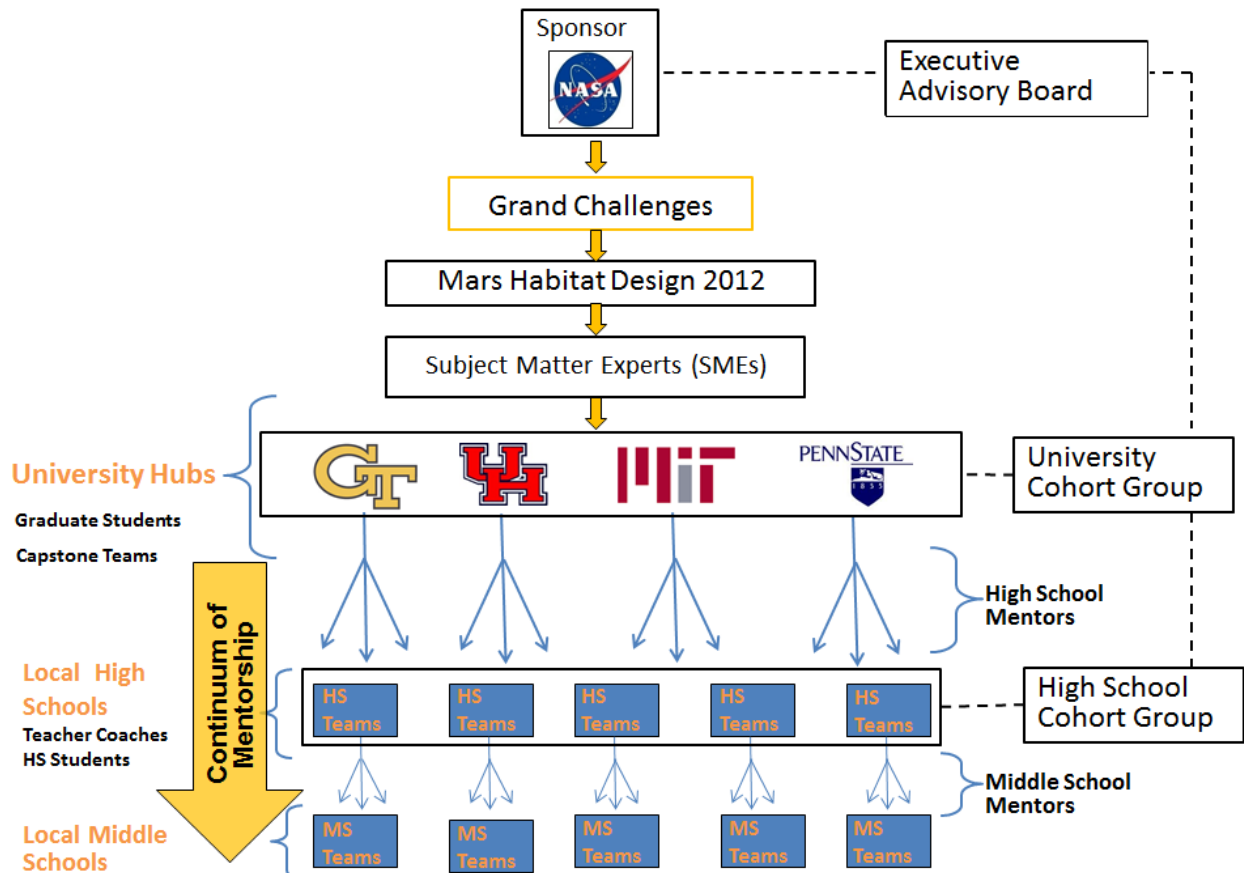 Sponsor
NASA
Executive
Advisory Board
Grand Challenges
Mars Habitat Design 2012
Subject Matter Experts (SMEs)
University Hubs
Graduate Students
Capstone Teams
GT
UH
MIT
PENNSTATE
1855
University
Cohort Group
Continuum of
Mentorship
High School
Mentors
Local High
Schools
Teacher Coaches
HS Students
HS
Teams
HS
Teams
HS
Teams
HS
Teams
HS
Teams
High School
Cohort Group
Middle School
Mentors
Local Middle
Schools
MS
Teams
MS
Teams
MS
Teams
MS
Teams
MS
Teams